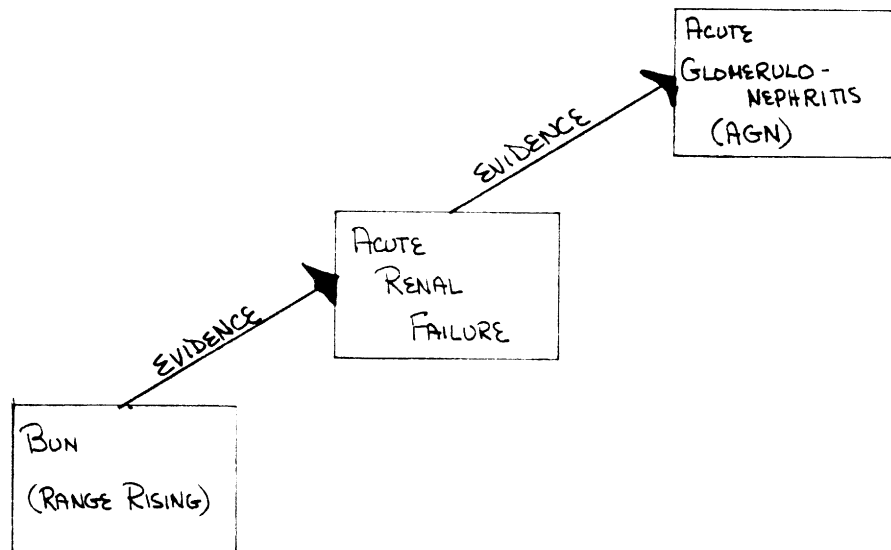 ACUTE
GLOMERULO-
NEPHRITIS
(AGN)
EVIDENCE
ACUTE
RENAL
FAILURE
EVIDENCE
BUN
(RANGE RISING)